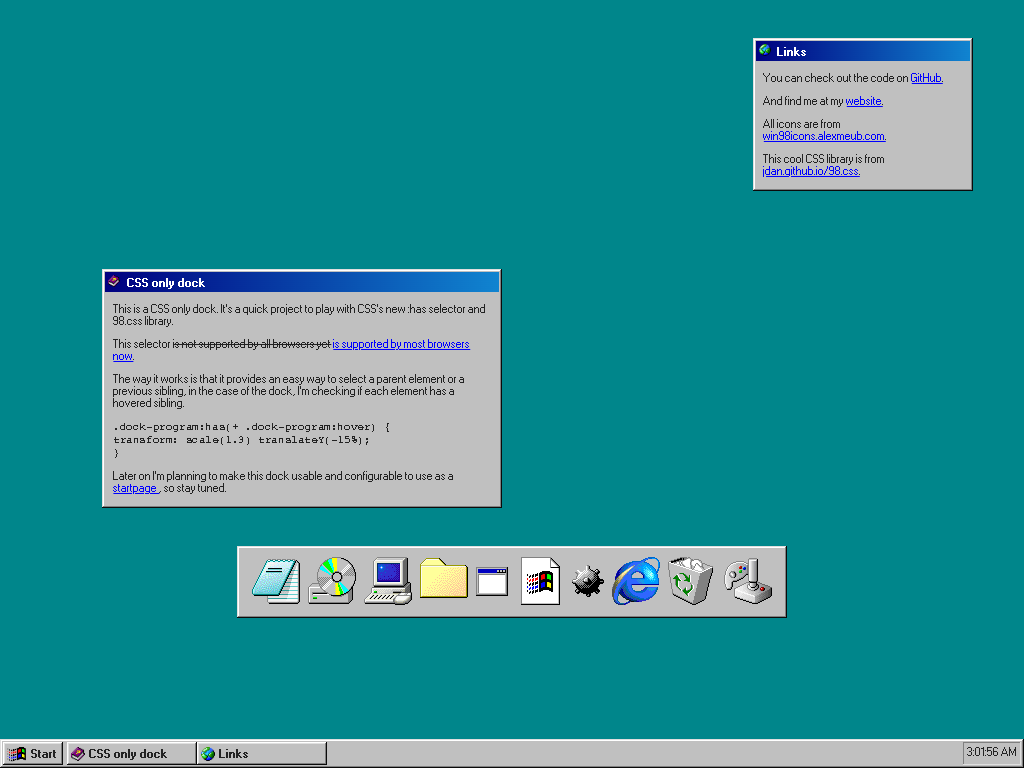 Links
You can check out the code on GitHub.
And find me at my website.
All icons are from
win98icons.alexmeub.com.
This cool CSS library is from
jdan.github.io/98.css.
CSS only dock
This is a CSS only dock. It's a quick project to play with CSS's new :has selector and
98.css library.
This selector is not supported by all browsers yet is supported by most browsers
now.
The way it works is that it provides an easy way to select a parent element or a
previous sibling, in the case of the dock, I'm checking if each element has a
hovered sibling.
.dock-program:has(+ .dock-program:hover) {
transform: scale(1.3) translateY(-15%);
}
Later on I'm planning to make this dock usable and configurable to use as a
startpage , so stay tuned.
Start
CSS only dock
Links
3:01:56 AM